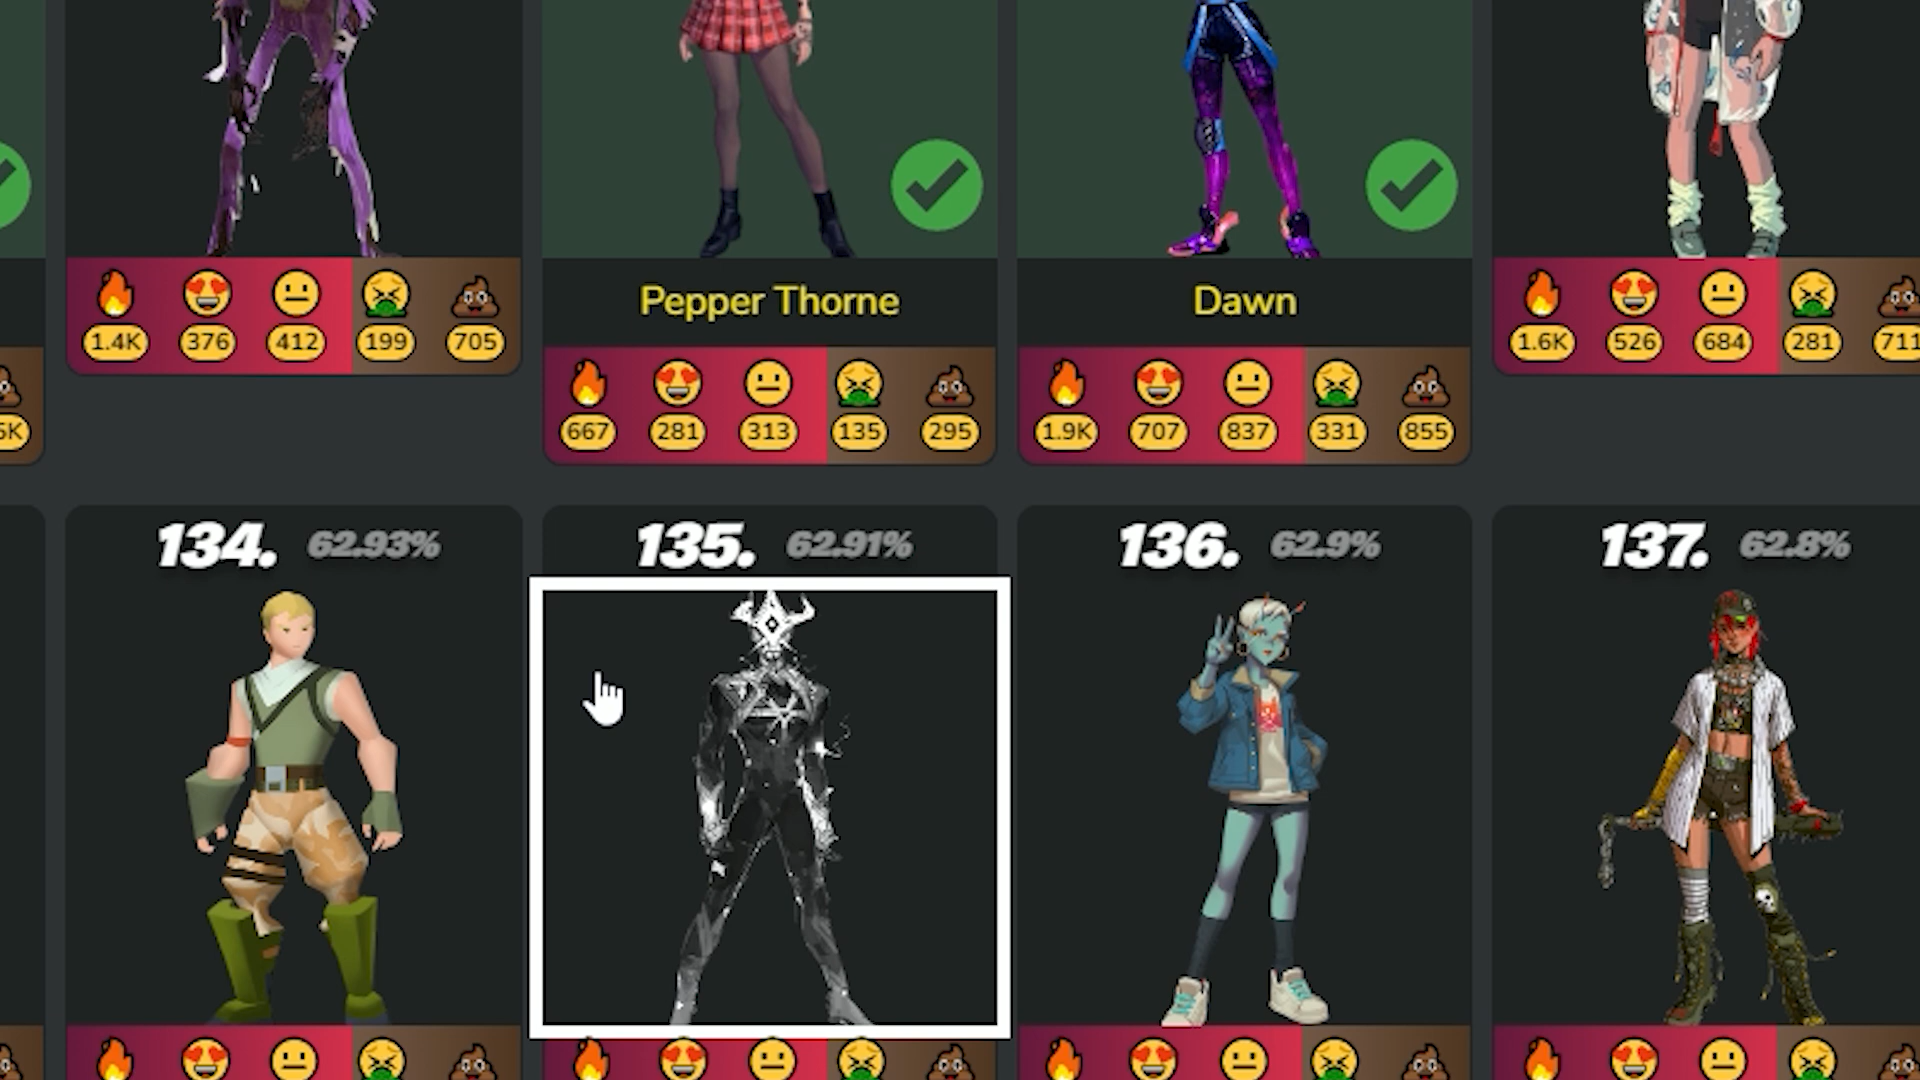 1.4K 376 412 199 705
Pepper Thorne
Dawn
1.6K 526 684 281 711
667 281 313 135 295
1.9K 707 837 331 855
134. 62.93%
135. 62.91%
136. 62.9%
137. 62.8%